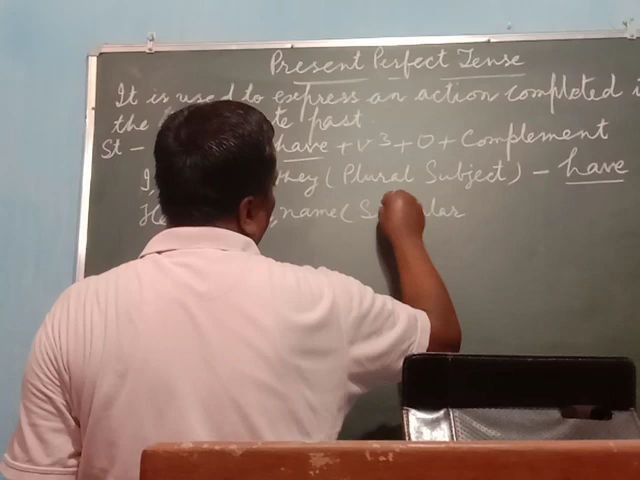 Present Perfect Tense
It is used to express an action completed i
the past.
St - have + V3 + O + Complement
I, they (Plural Subject) - have
He , name (